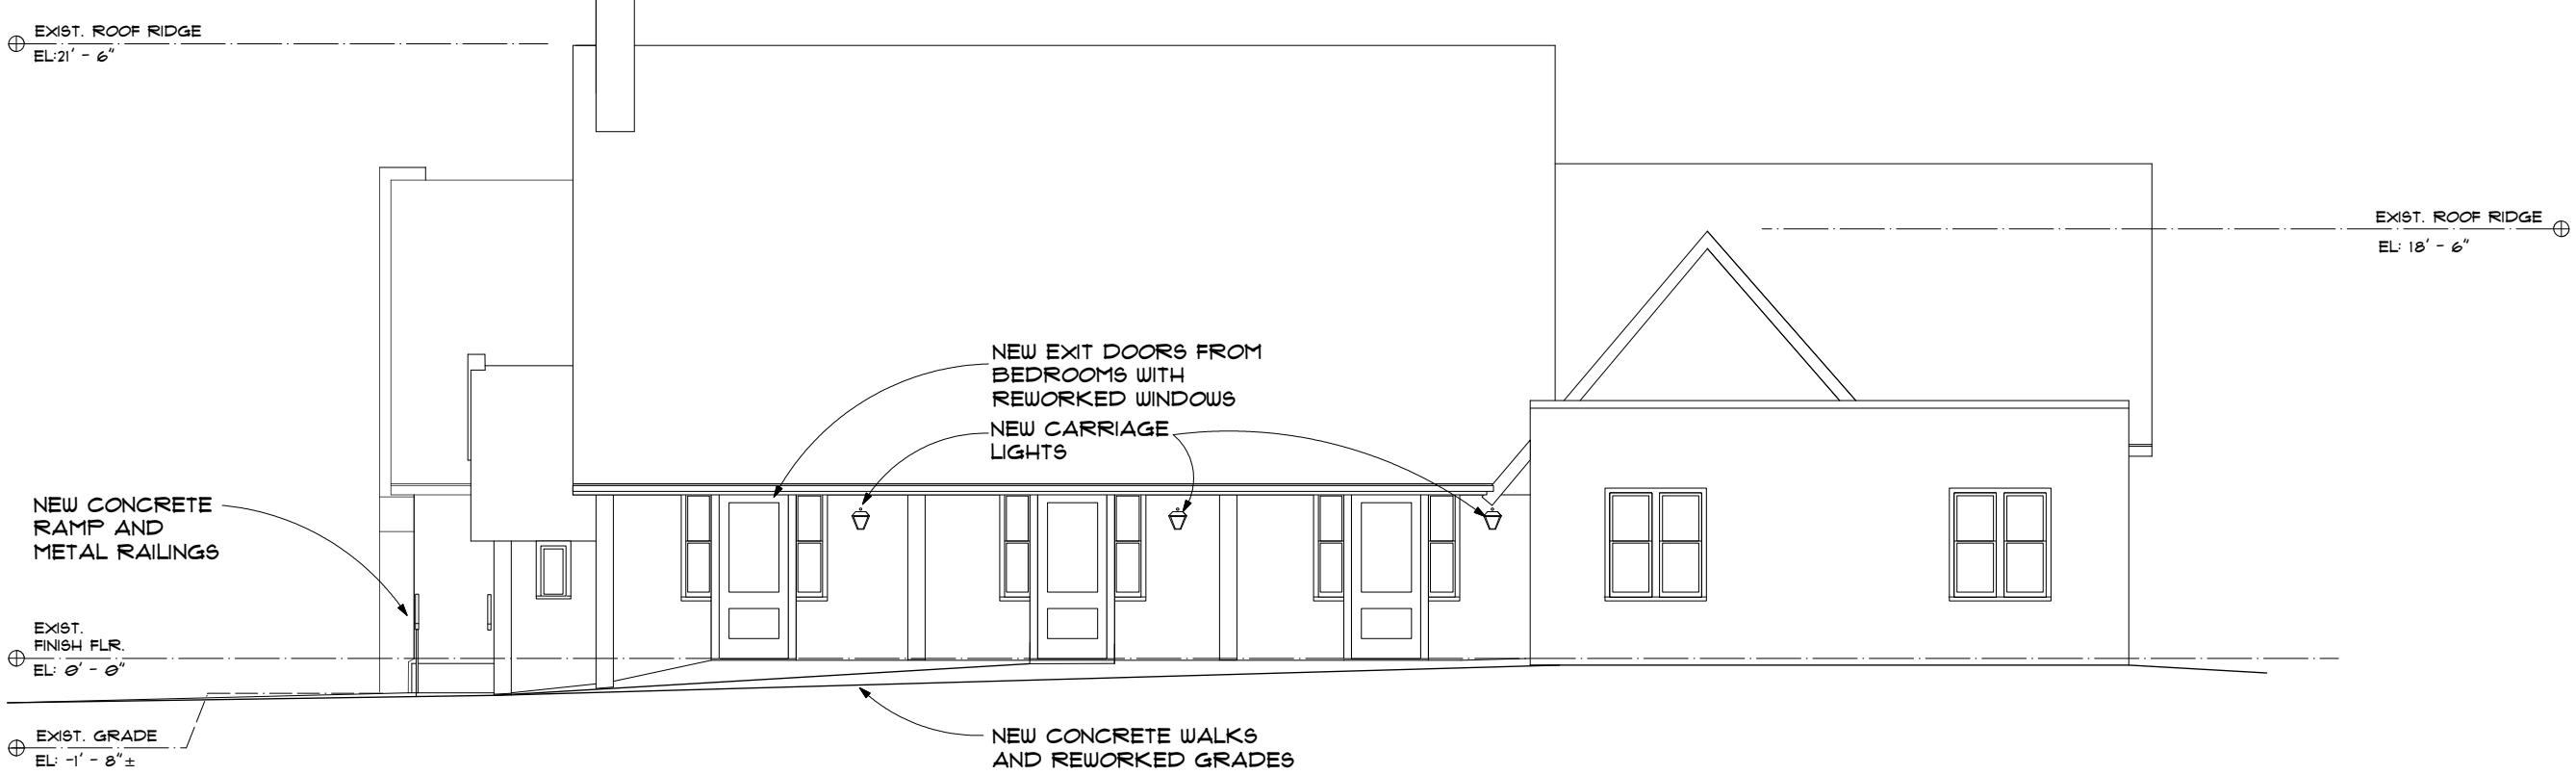 EXIST. ROOF RIDGE
EL:21' - 6"
EXIST. ROOF RIDGE
EL: 18' - 6"
NEW EXIT DOORS FROM
BEDROOMS WITH
REWORKED WINDOWS
NEW CARRIAGE
LIGHTS
NEW CONCRETE
RAMP AND
METAL RAILINGS
EXIST.
FINISH FLR.
EL: 0' - 0"
EXIST. GRADE
EL: -1' - 8"±
NEW CONCRETE WALKS
AND REWORKED GRADES